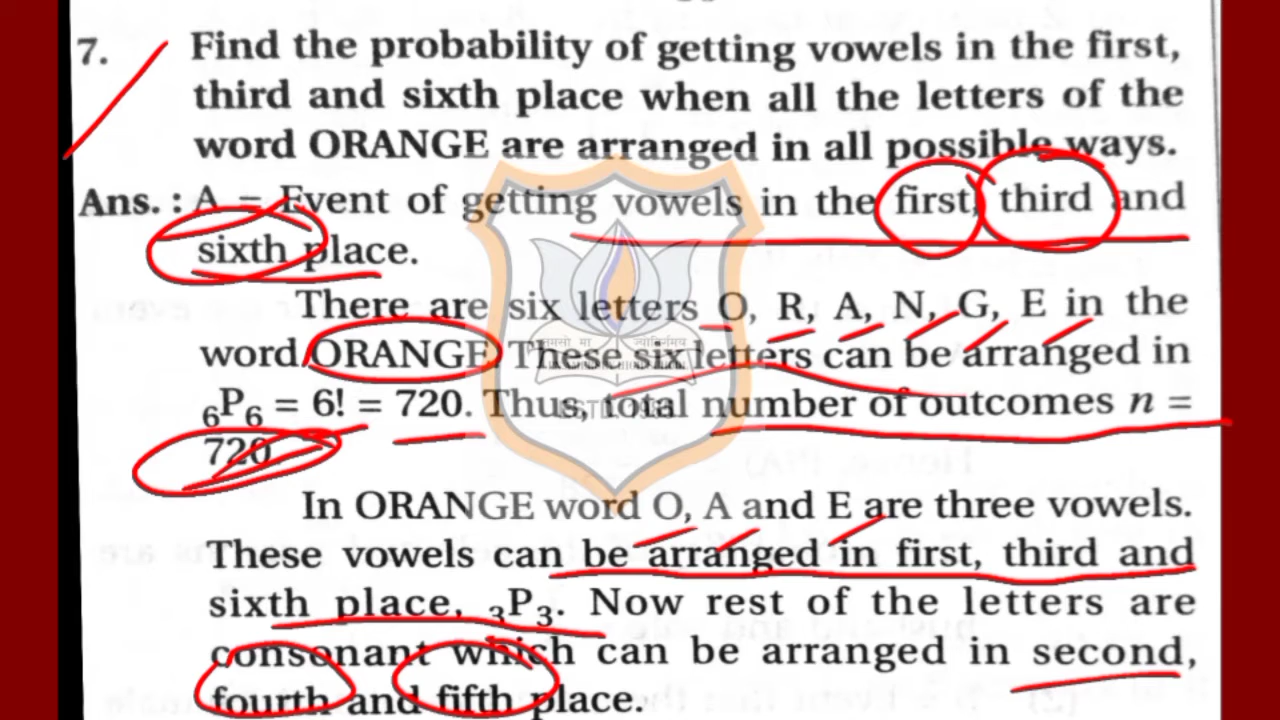 7. Find the probability of getting vowels in the first,
third and sixth place when all the letters of the
word ORANGE are arranged in all possible ways.
Ans. : A = Event of getting vowels in the first, third and
sixth place.
There are six letters O, R, A, N, G, E in the
word ORANGE. These six letters can be arranged in
₆P₆ = 6! = 720. Thus, total number of outcomes n =
720.
In ORANGE word O, A and E are three vowels.
These vowels can be arranged in first, third and
sixth place, ₃P₃. Now rest of the letters are
consonant which can be arranged in second,
fourth and fifth place.